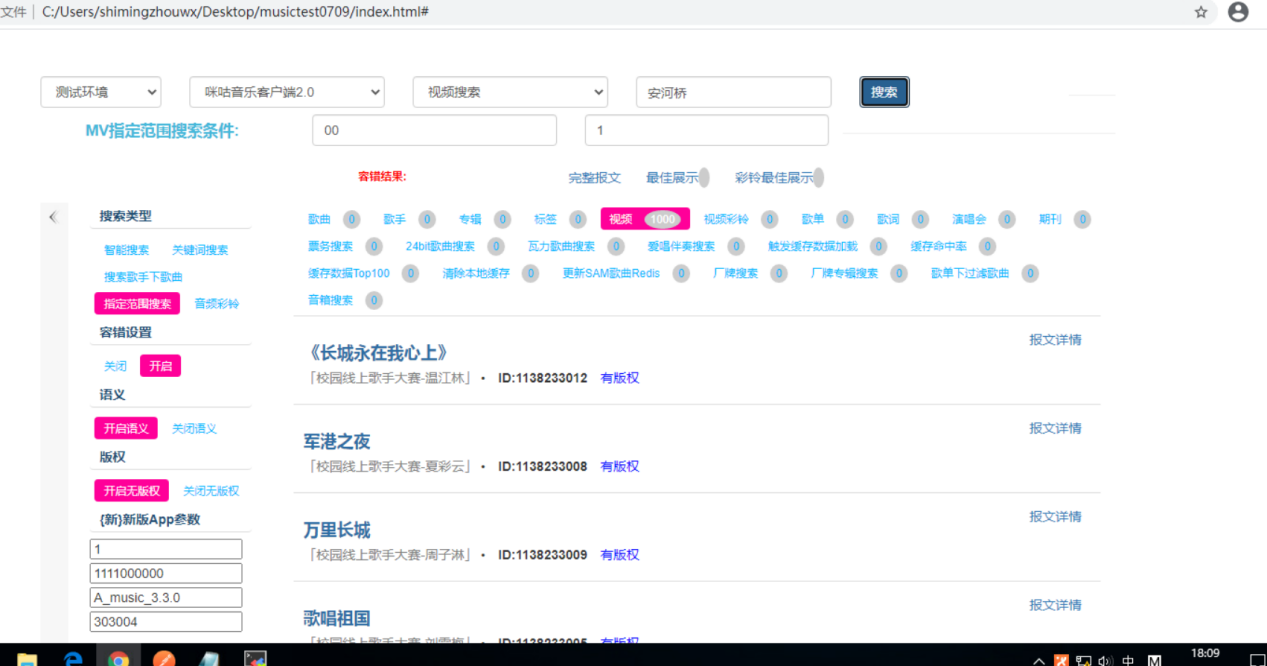 文件 | C:/Users/shimingzhouwx/Desktop/musictest0709/index.html#
测试环境 咪咕音乐客户端2.0 视频搜索 安河桥 搜索
MV指定范围搜索条件: 00 1
容错结果: 完整报文 最佳展示 彩铃最佳展示
搜索类型
智能搜索 关键词搜索
搜索歌手下歌曲
指定范围搜索 音频彩铃
容错设置
关闭 开启
语义
开启语义 关闭语义
版权
开启无版权 关闭无版权
{新}新版App参数
1
1111000000
A_music_3.3.0
303004
歌曲 0 歌手 0 专辑 0 标签 0 视频 1000 视频彩铃 0 歌单 0 歌词 0 演唱会 0 期刊 0
票务搜索 0 24bit歌曲搜索 0 瓦力歌曲搜索 0 爱唱伴奏搜索 0 触发缓存数据加载 0 缓存命中率 0
缓存数据Top100 0 清除本地缓存 0 更新SAM歌曲Redis 0 厂牌搜索 0 厂牌专辑搜索 0 歌单下过滤歌曲 0
音箱搜索 0
《长城永在我心上》 报文详情
「校园线上歌手大赛-温江林」 • ID:1138233012 有版权
军港之夜 报文详情
「校园线上歌手大赛-夏彩云」 • ID:1138233008 有版权
万里长城 报文详情
「校园线上歌手大赛-周子淋」 • ID:1138233009 有版权
歌唱祖国 报文详情
中 M 18:09